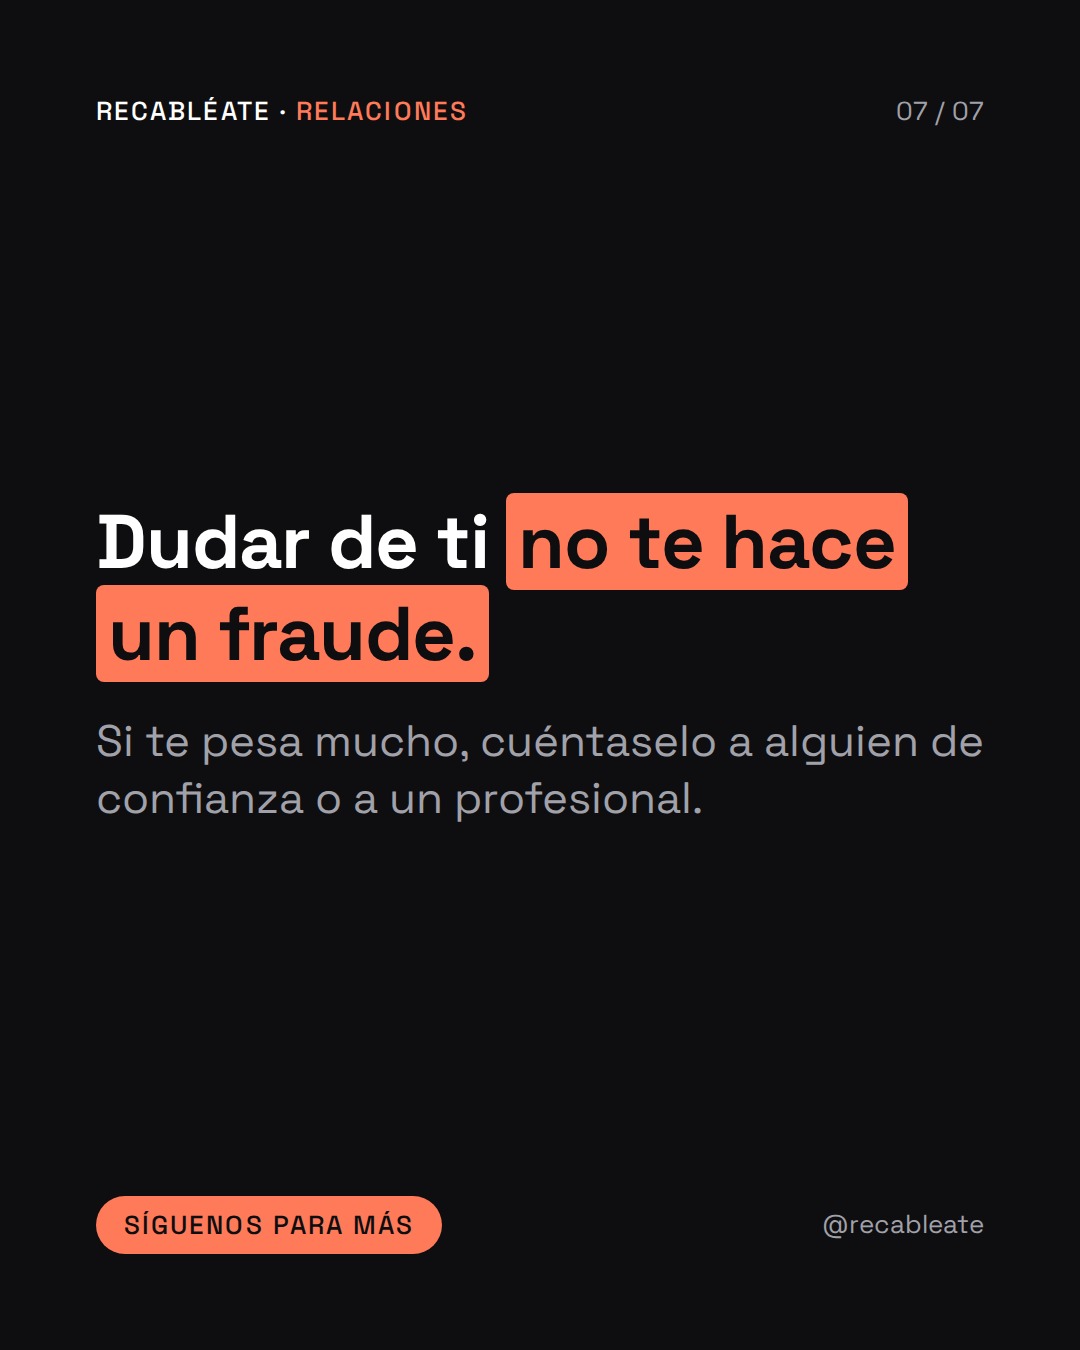 RECABLÉATE · RELACIONES
07 / 07
Dudar de ti no te hace
un fraude.
Si te pesa mucho, cuéntaselo a alguien de
confianza o a un profesional.
SÍGUENOS PARA MÁS
@recableate